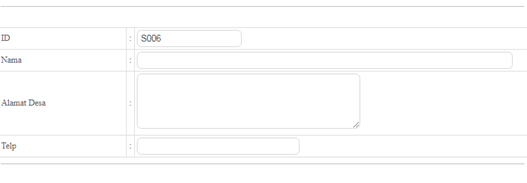 ID : S006
Nama :
Alamat Desa :
Telp :